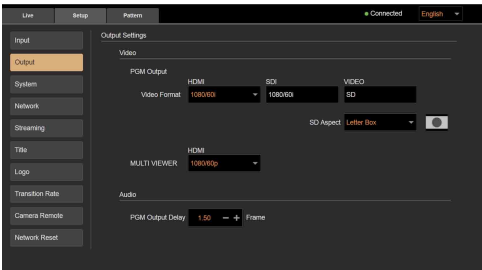 Live Setup Pattern Connected English
Input
Output
System
Network
Streaming
Title
Logo
Transition Rate
Camera Remote
Network Reset
Output Settings
Video
PGM Output
HDMI SDI VIDEO
Video Format 1080/60i 1080/60i SD
SD Aspect Letter Box
HDMI
MULTI VIEWER 1080/60p
Audio
PGM Output Delay 1.50 − + Frame